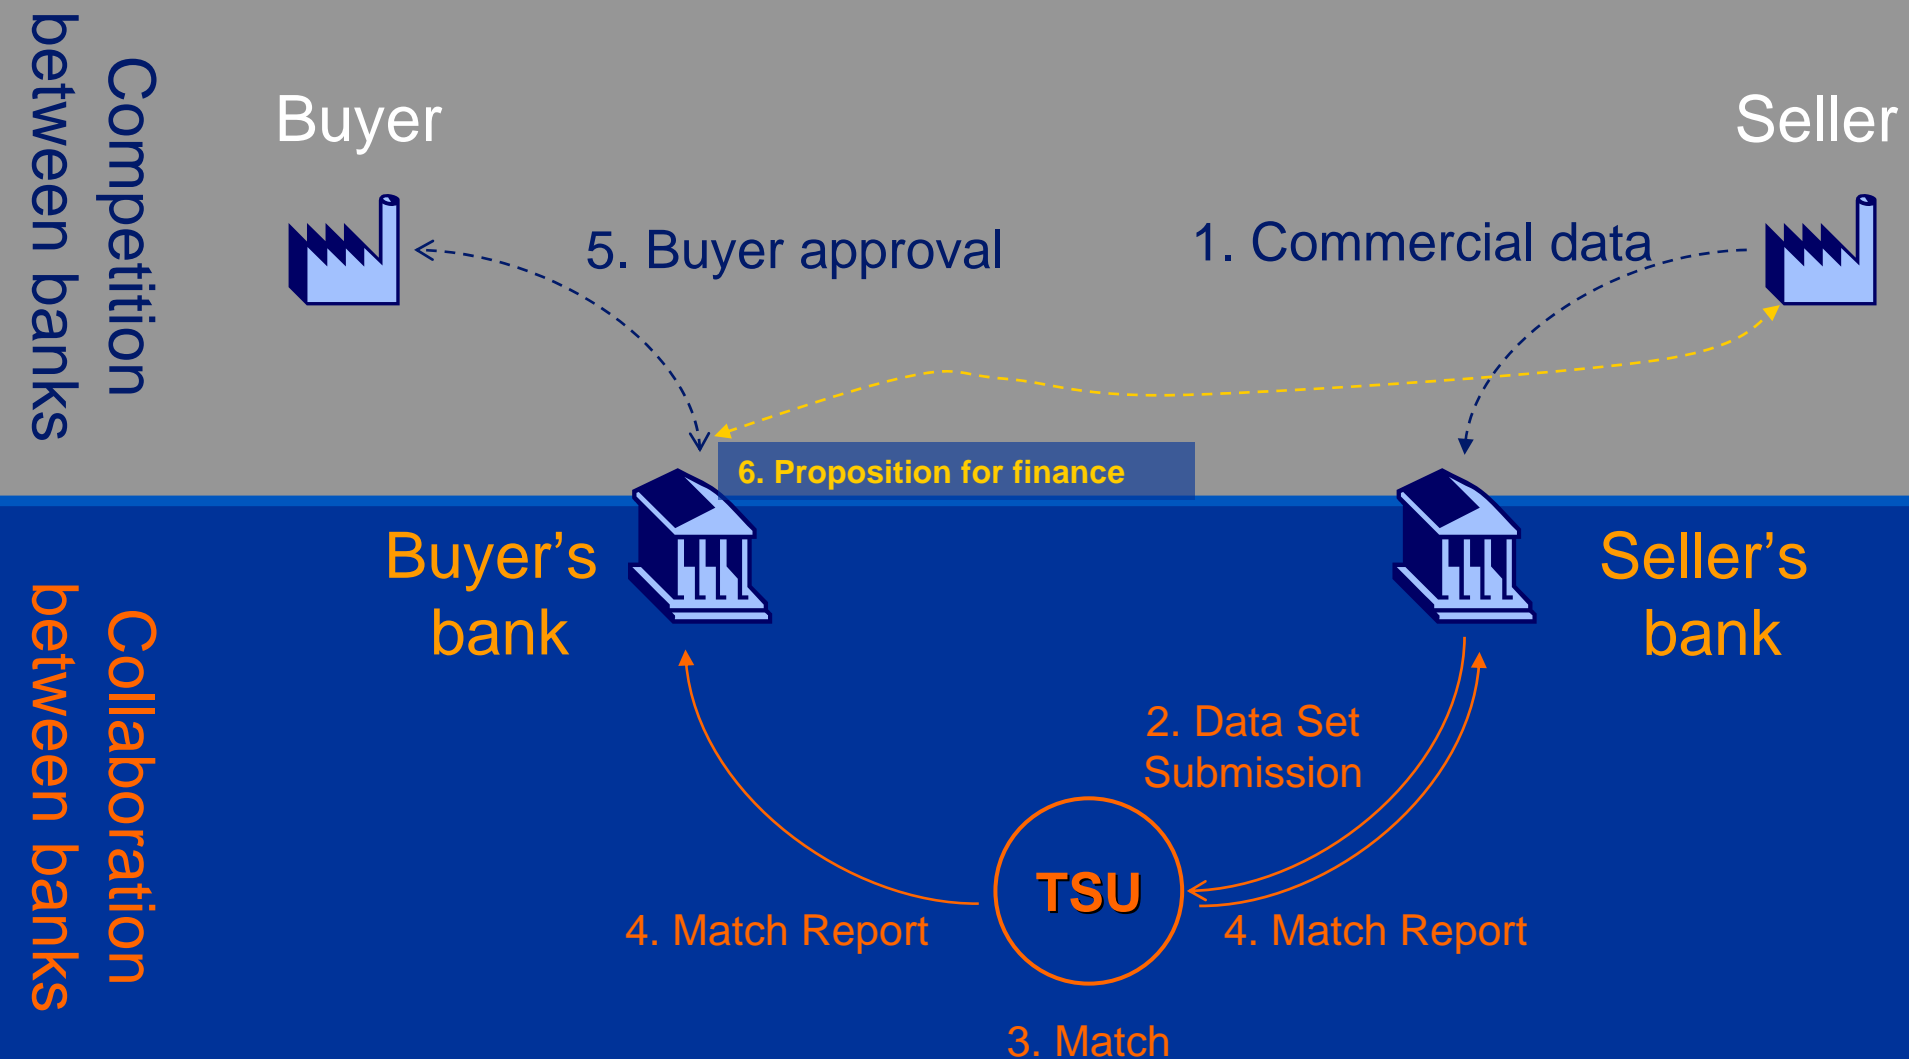 Competition
between banks
Buyer
Seller
5. Buyer approval
1. Commercial data
6. Proposition for finance
Buyer’s
bank
Seller’s
bank
Collaboration
between banks
2. Data Set
Submission
TSU
4. Match Report
4. Match Report
3. Match